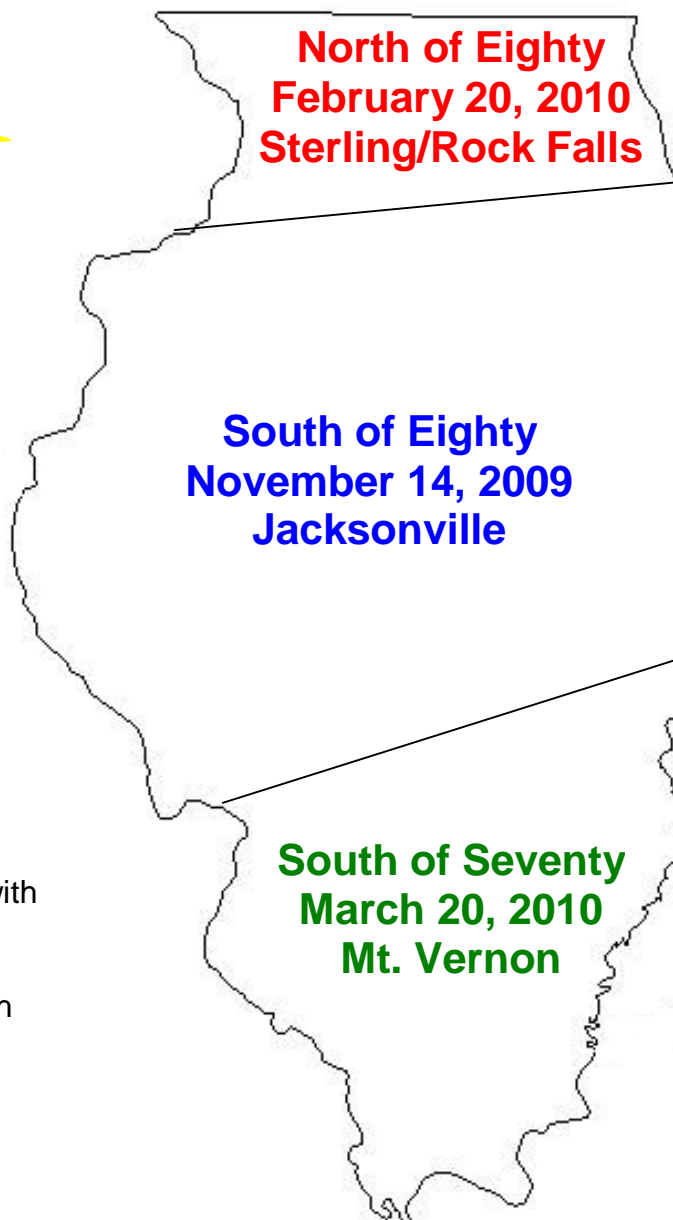 North of Eighty
February 20, 2010
Sterling/Rock Falls
South of Eighty
November 14, 2009
Jacksonville
South of Seventy
March 20, 2010
Mt. Vernon